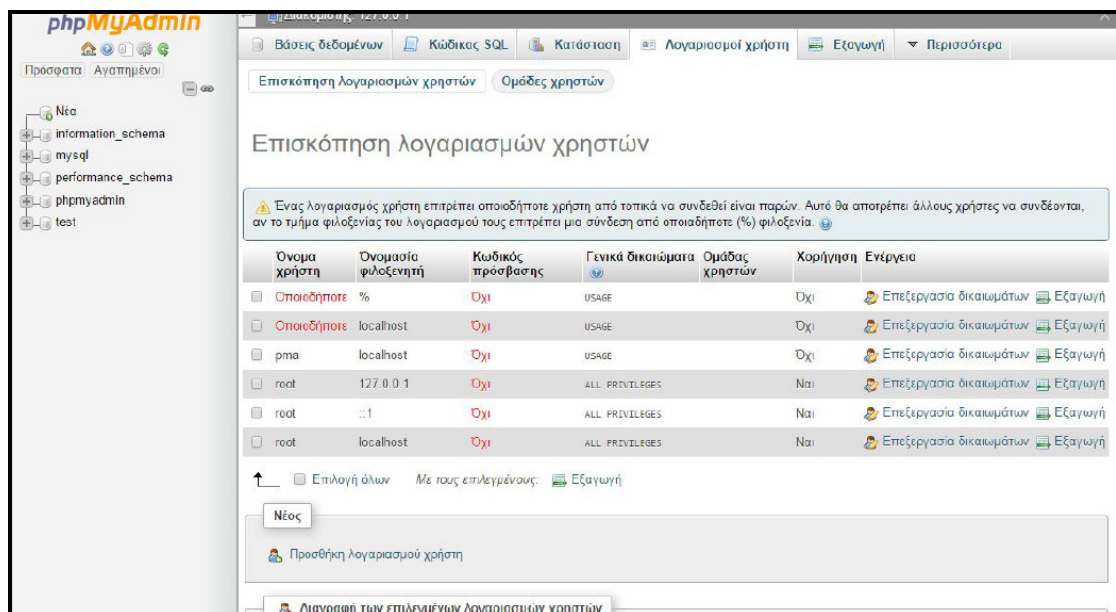 phpMyAdmin
Πρόσφατα Αγαπημένοι
Νέα
information_schema
mysql
performance_schema
phpmyadmin
test
Διακομιστής: 127.0.0.1
Βάσεις δεδομένων Κώδικας SQL Κατάσταση Λογαριασμοί χρήστη Εξαγωγή Περισσότερα
Επισκόπηση λογαριασμών χρηστών Ομάδες χρηστών
Επισκόπηση λογαριασμών χρηστών
Ένας λογαριασμός χρήστη επιτρέπει οποιοδήποτε χρήστη από τοπικά να συνδεθεί είναι παρών. Αυτό θα αποτρέπει άλλους χρήστες να συνδέονται,
αν το τμήμα φιλοξενίας του λογαριασμού τους επιτρέπει μια σύνδεση από οποιαδήποτε (%) φιλοξενία.
Όνομα χρήστη Όνομασία φιλοξενητή Κωδικός πρόσβασης Γενικά δικαιώματα Ομάδας χρηστών Χορήγηση Ενέργεια
Οποιοδήποτε % Όχι USAGE Όχι Επεξεργασία δικαιωμάτων Εξαγωγή
Οποιοδήποτε localhost Όχι USAGE Όχι Επεξεργασία δικαιωμάτων Εξαγωγή
pma localhost Όχι USAGE Όχι Επεξεργασία δικαιωμάτων Εξαγωγή
root 127.0.0.1 Όχι ALL PRIVILEGES Ναι Επεξεργασία δικαιωμάτων Εξαγωγή
root ::1 Όχι ALL PRIVILEGES Ναι Επεξεργασία δικαιωμάτων Εξαγωγή
root localhost Όχι ALL PRIVILEGES Ναι Επεξεργασία δικαιωμάτων Εξαγωγή
Επιλογή όλων Με τους επιλεγμένους: Εξαγωγή
Νέος
Προσθήκη λογαριασμού χρήστη
Διαγραφή των επιλεγμένων λογαριασμών χρηστών